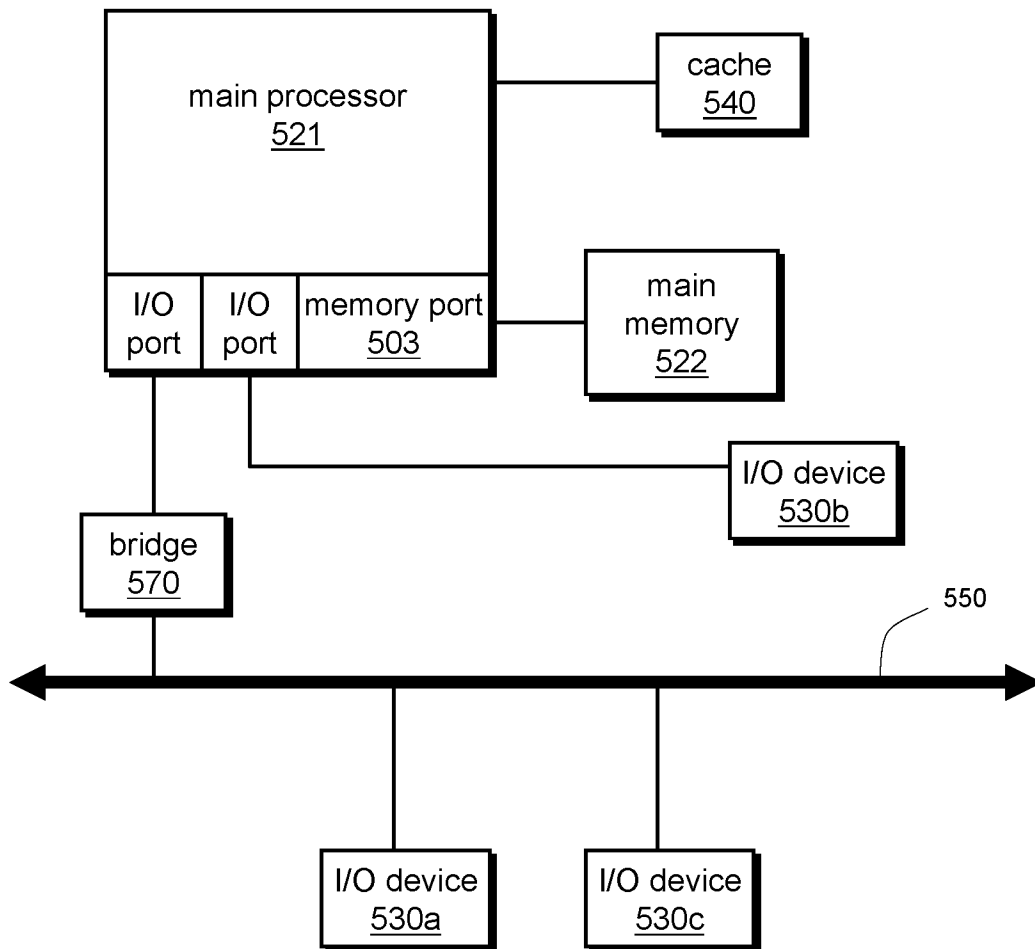 main processor
521
cache
540
I/O
port
I/O
port
memory port
503
main
memory
522
I/O device
530b
bridge
570
550
I/O device
530a
I/O device
530c